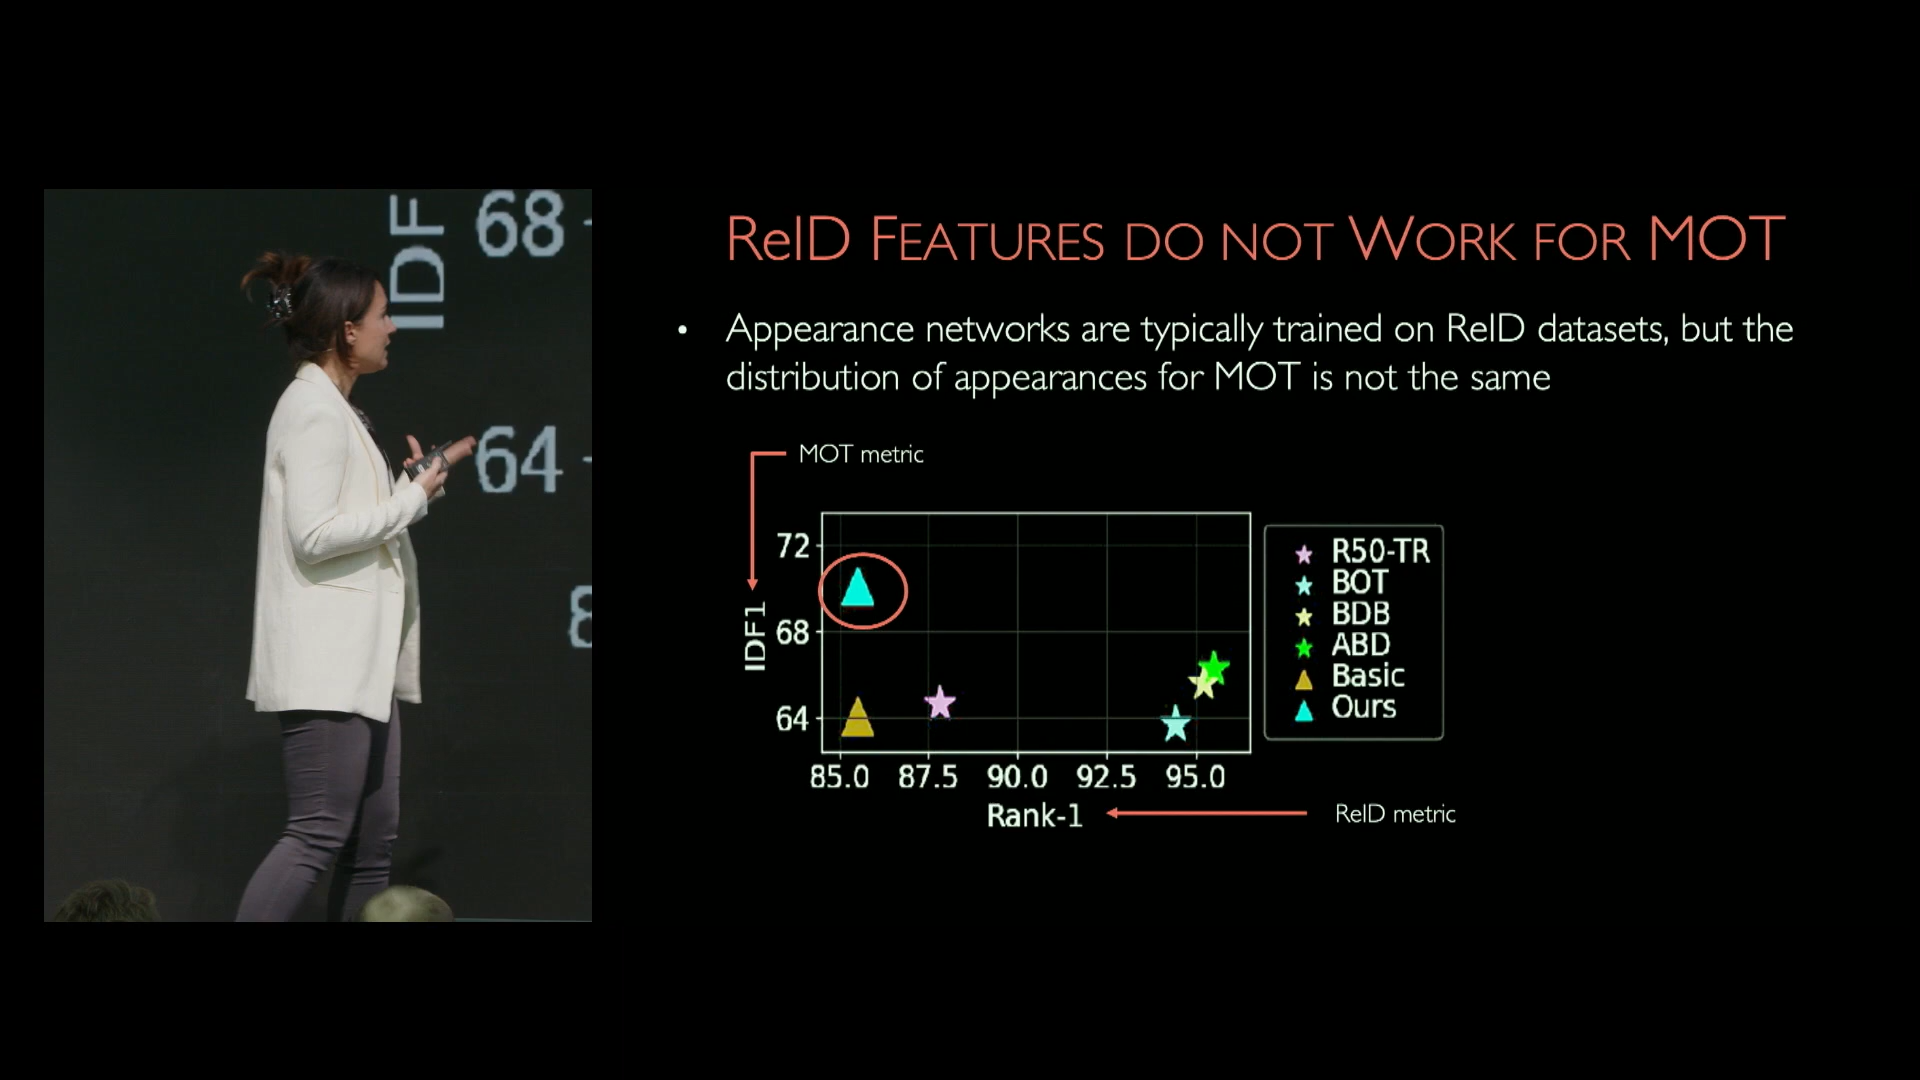 IDF
68
64
8
ReID FEATURES DO NOT WORK FOR MOT
• Appearance networks are typically trained on ReID datasets, but the
distribution of appearances for MOT is not the same
MOT metric
IDF1
72
68
64
85.0 87.5 90.0 92.5 95.0
Rank-1
ReID metric
R50-TR
BOT
BDB
ABD
Basic
Ours